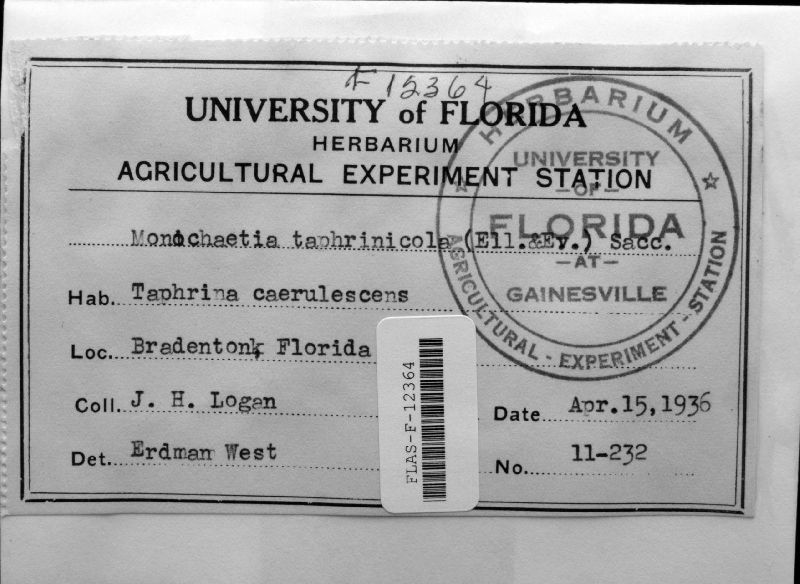 F 12364
UNIVERSITY of FLORIDA
HERBARIUM
AGRICULTURAL EXPERIMENT STATION
Monochaetia taphrinicola (Ell.&Ev.) Sacc.
Hab. Taphrina caerulescens
Loc. Bradenton, Florida
Coll. J. H. Logan
Date Apr.15,1936
Det. Erdman West
No. 11-232
FLAS-F-12364
HERBARIUM
UNIVERSITY
-OF-
FLORIDA
-AT-
GAINESVILLE
AGRICULTURAL-EXPERIMENT-STATION